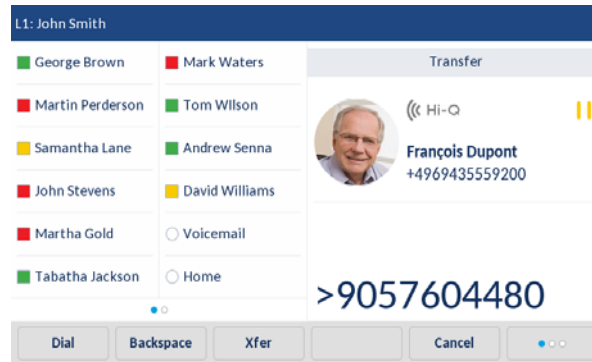 L1: John Smith
George Brown
Mark Waters
Martin Perderson
Tom WIlson
Samantha Lane
Andrew Senna
John Stevens
David Williams
Martha Gold
Voicemail
Tabatha Jackson
Home
Transfer
Hi-Q
François Dupont
+4969435559200
>9057604480
Dial
Backspace
Xfer
Cancel